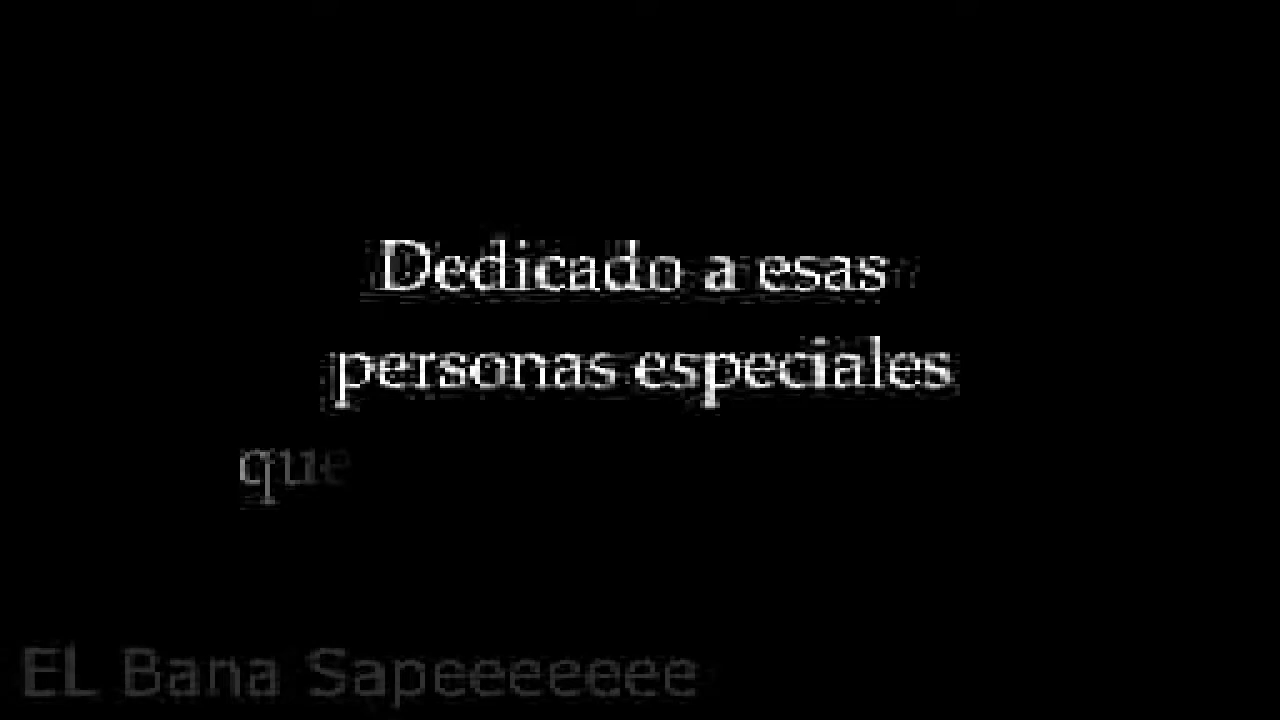 Dedicado a esas
personas especiales
que
EL Bana Sapeeeeeee